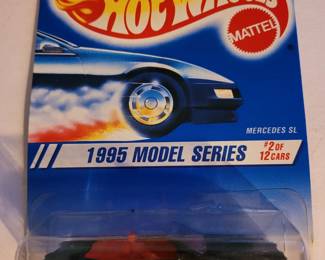 HOT WHEELS
MATTEL
MERCEDES SL
1995 MODEL SERIES
#2 OF
12 CARS